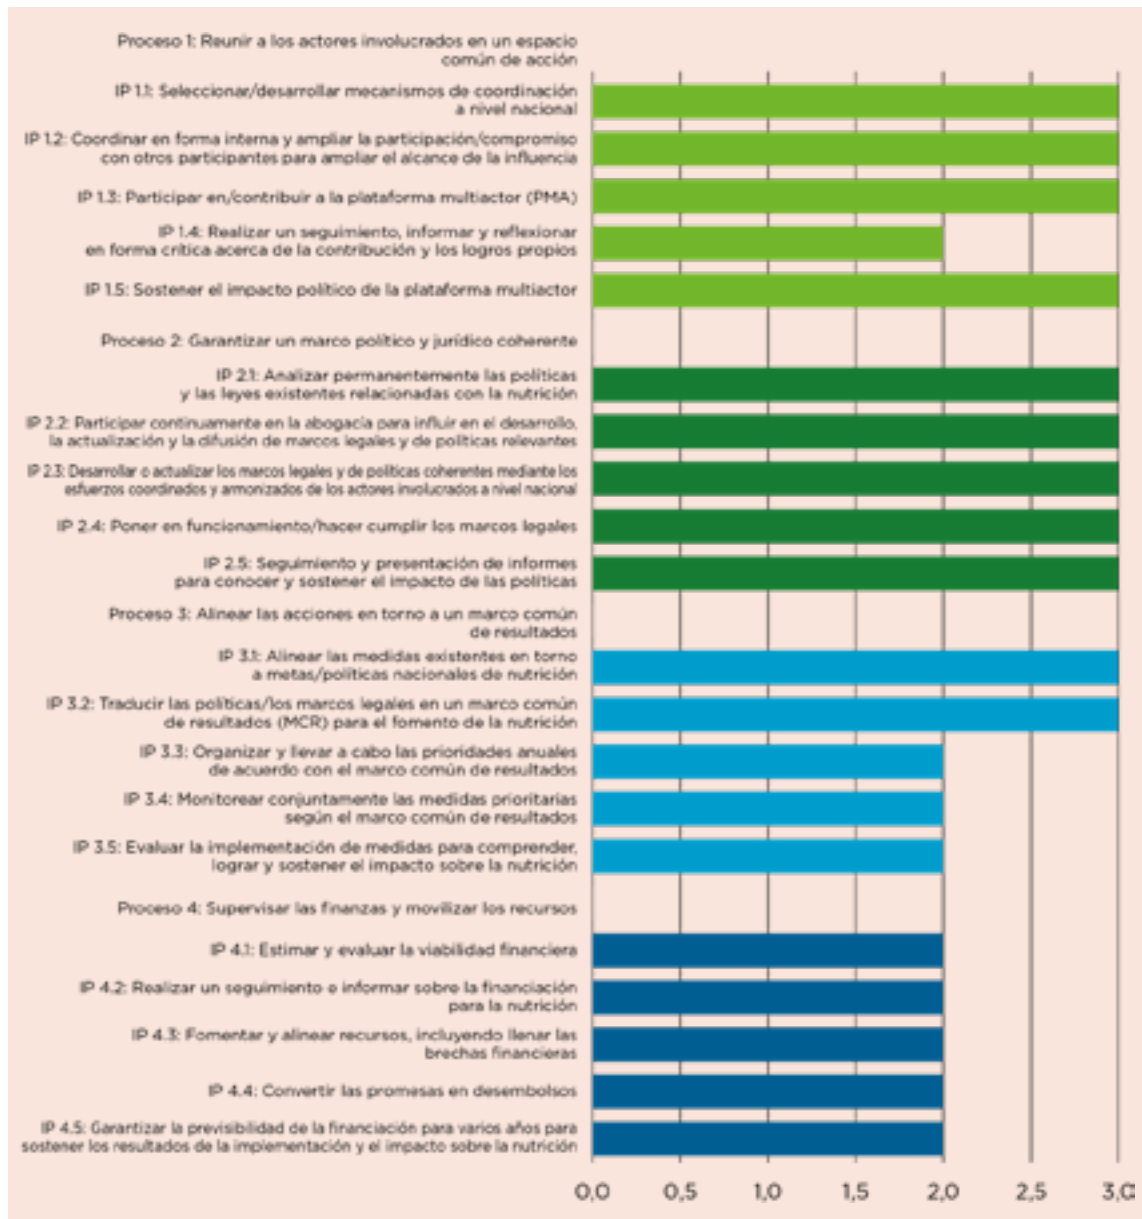 Proceso 1: Reunir a los actores involucrados en un espacio
común de acción
IP 1.1: Seleccionar/desarrollar mecanismos de coordinación
a nivel nacional
IP 1.2: Coordinar en forma interna y ampliar la participación/compromiso
con otros participantes para ampliar el alcance de la influencia
IP 1.3: Participar en/contribuir a la plataforma multiactor (PMA)
IP 1.4: Realizar un seguimiento, informar y reflexionar
en forma crítica acerca de la contribución y los logros propios
IP 1.5: Sostener el impacto político de la plataforma multiactor
Proceso 2: Garantizar un marco político y jurídico coherente
IP 2.1: Analizar permanentemente las políticas
y las leyes existentes relacionadas con la nutrición
IP 2.2: Participar continuamente en la abogacía para influir en el desarrollo,
la actualización y la difusión de marcos legales y de políticas relevantes
IP 2.3: Desarrollar o actualizar los marcos legales y de políticas coherentes mediante los
esfuerzos coordinados y armonizados de los actores involucrados a nivel nacional
IP 2.4: Poner en funcionamiento/hacer cumplir los marcos legales
IP 2.5: Seguimiento y presentación de informes
para conocer y sostener el impacto de las políticas
Proceso 3: Alinear las acciones en torno a un marco común
de resultados
IP 3.1: Alinear las medidas existentes en torno
a metas/políticas nacionales de nutrición
IP 3.2: Traducir las políticas/los marcos legales en un marco común
de resultados (MCR) para el fomento de la nutrición
IP 3.3: Organizar y llevar a cabo las prioridades anuales
de acuerdo con el marco común de resultados
IP 3.4: Monitorear conjuntamente las medidas prioritarias
según el marco común de resultados
IP 3.5: Evaluar la implementación de medidas para comprender,
lograr y sostener el impacto sobre la nutrición
Proceso 4: Supervisar las finanzas y movilizar los recursos
IP 4.1: Estimar y evaluar la viabilidad financiera
IP 4.2: Realizar un seguimiento e informar sobre la financiación
para la nutrición
IP 4.3: Fomentar y alinear recursos, incluyendo llenar las
brechas financieras
IP 4.4: Convertir las promesas en desembolsos
IP 4.5: Garantizar la previsibilidad de la financiación para varios años para
sostener los resultados de la implementación y el impacto sobre la nutrición
0,0 0,5 1,0 1,5 2,0 2,5 3,0